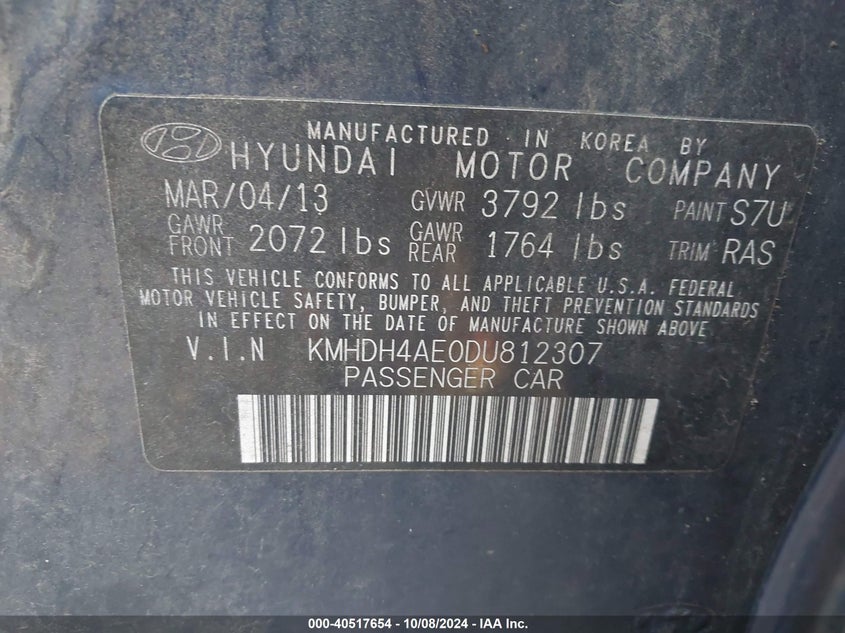 MANUFACTURED IN KOREA BY
HYUNDAI MOTOR COMPANY
MAR/04/13 GVWR 3792 lbs PAINT S7U
GAWR FRONT 2072 lbs GAWR REAR 1764 lbs TRIM RAS
THIS VEHICLE CONFORMS TO ALL APPLICABLE U.S.A. FEDERAL
MOTOR VEHICLE SAFETY, BUMPER, AND THEFT PREVENTION STANDARDS
IN EFFECT ON THE DATE OF MANUFACTURE SHOWN ABOVE
V.I.N KMHDH4AE0DU812307
PASSENGER CAR
000-40517654 - 10/08/2024 - IAA Inc.